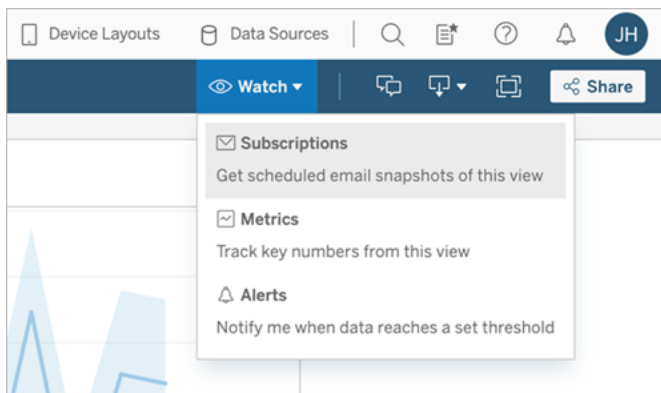 Device Layouts
Data Sources
JH
Watch
Share
Subscriptions
Get scheduled email snapshots of this view
Metrics
Track key numbers from this view
Alerts
Notify me when data reaches a set threshold